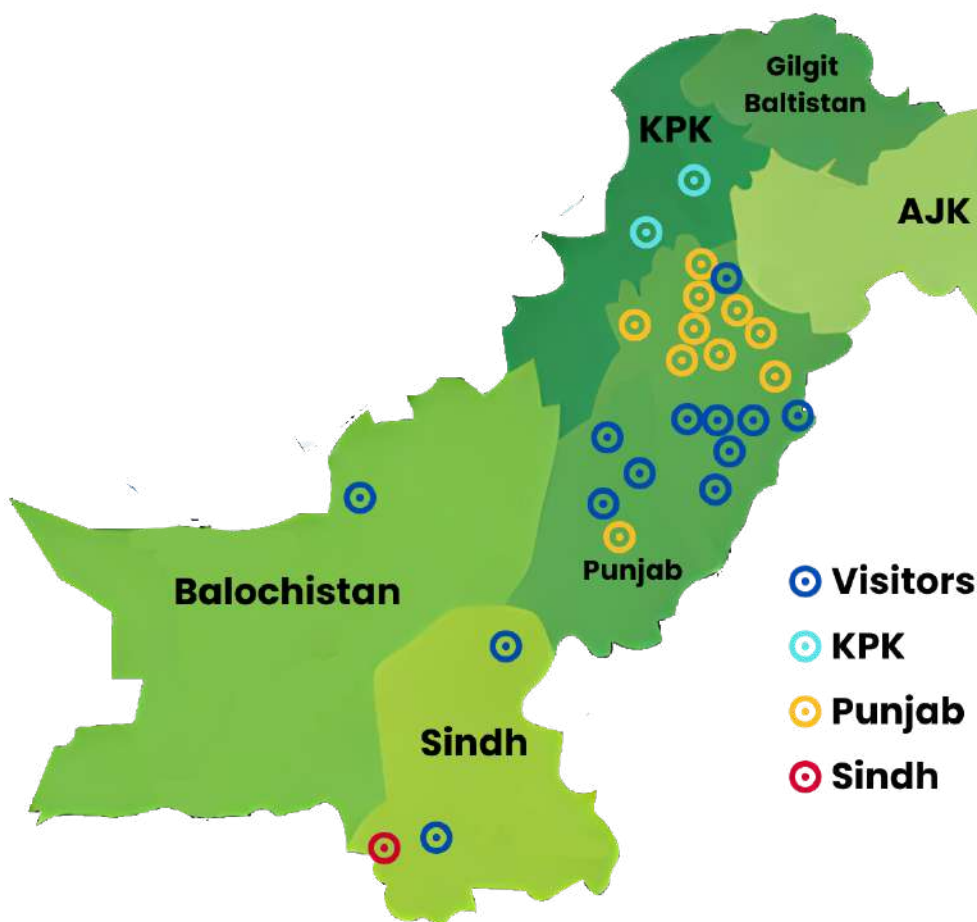 Gilgit
Baltistan
KPK
AJK
Punjab
Balochistan
Sindh
Visitors
KPK
Punjab
Sindh